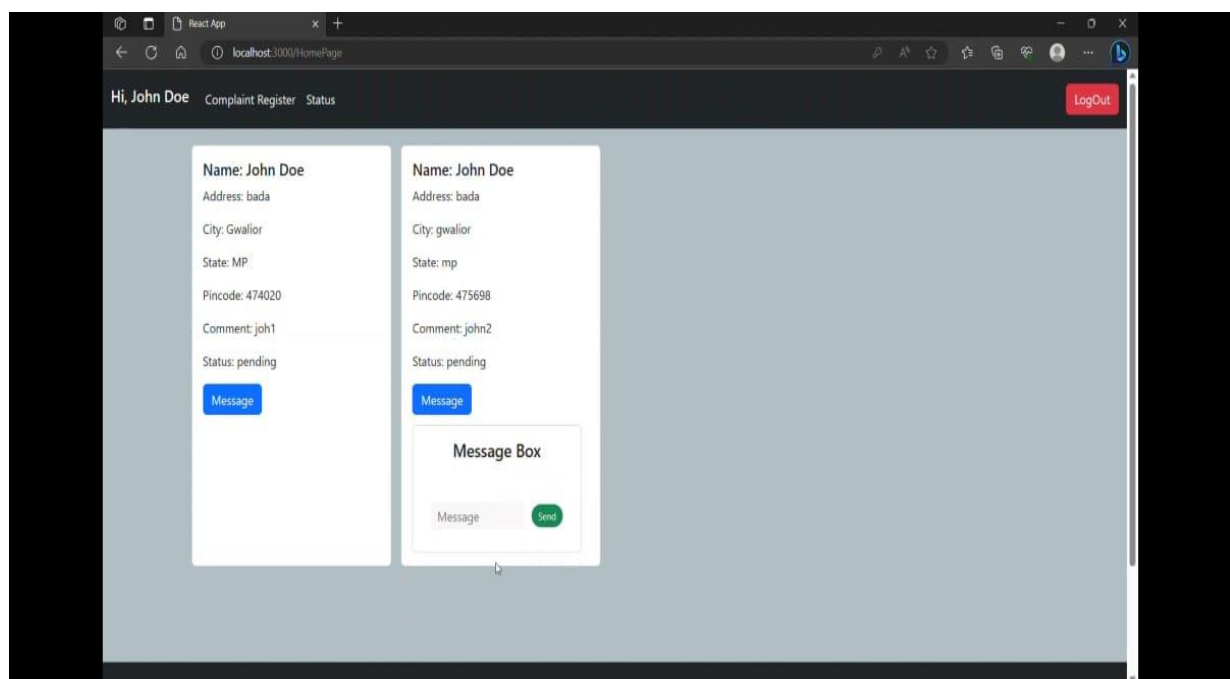 React App
localhost:3000/HomePage
Hi, John Doe Complaint Register Status LogOut
Name: John Doe
Address: bada
City: Gwalior
State: MP
Pincode: 474020
Comment: joh1
Status: pending
Message
Name: John Doe
Address: bada
City: gwalior
State: mp
Pincode: 475698
Comment: john2
Status: pending
Message
Message Box
Message Send